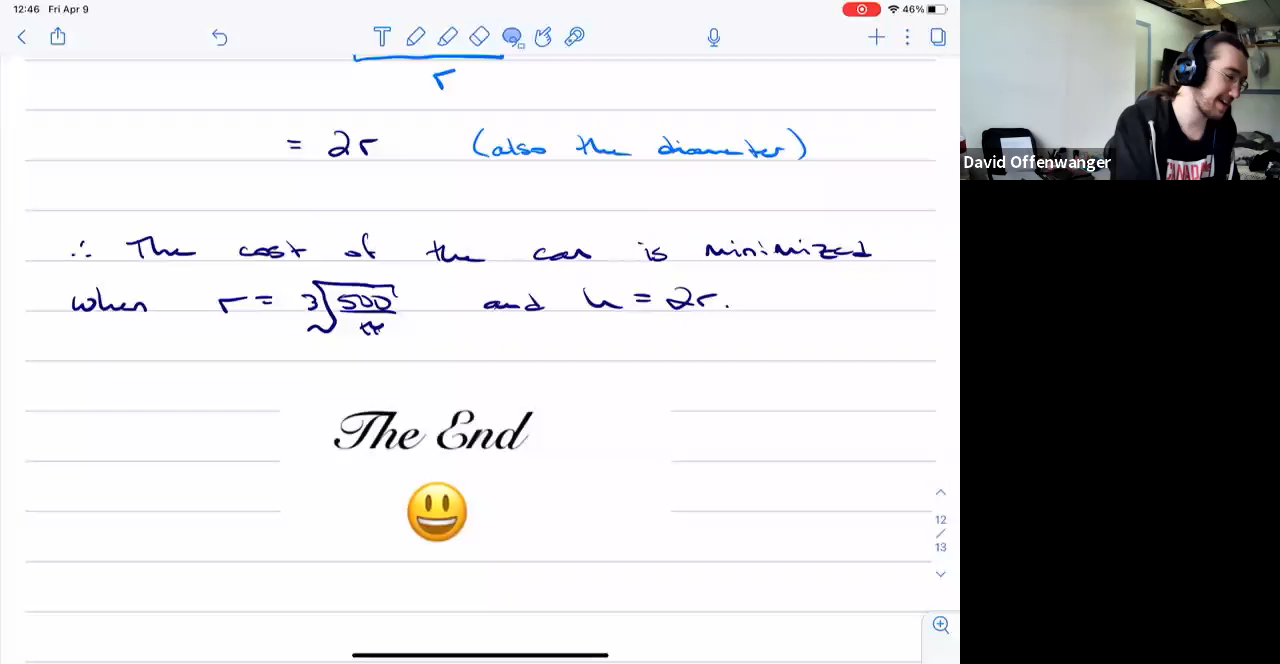 12:46 Fri Apr 9
46%
r
= 2r (also the diameter)
∴ The cost of the can is minimized
when r = ∛(500/π) and h = 2r.
The End
12
/
13
David Offenwanger